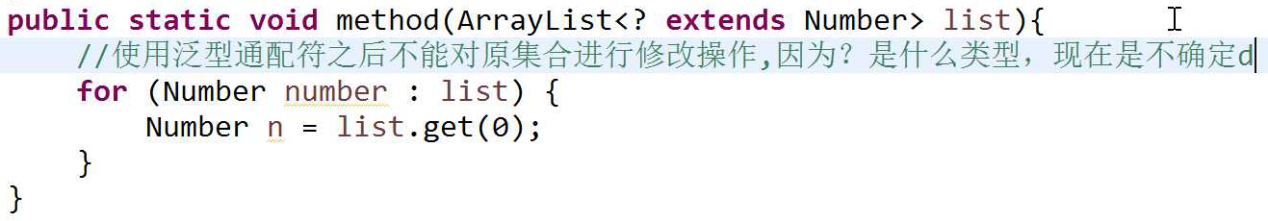 public static void method(ArrayList<? extends Number> list){
//使用泛型通配符之后不能对原集合进行修改操作,因为？是什么类型，现在是不确定d
for (Number number : list) {
Number n = list.get(0);
}
}